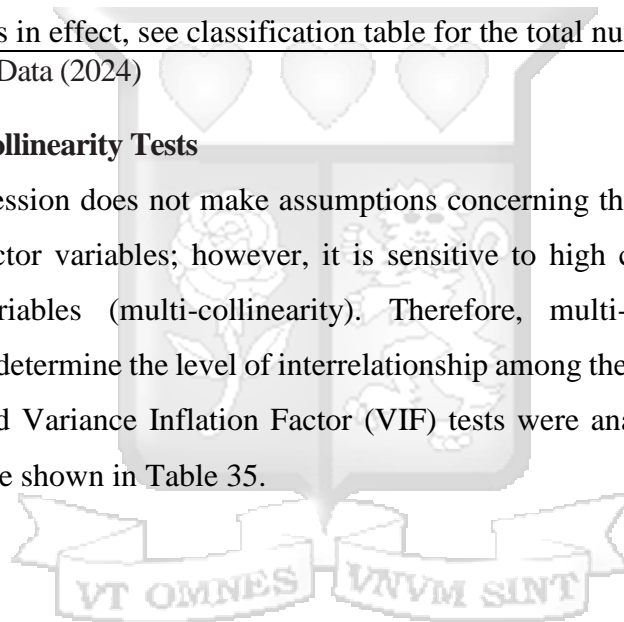 s in effect, see classification table for the total nu
Data (2024)
ollinearity Tests
ession does not make assumptions concerning th
ctor variables; however, it is sensitive to high c
riables (multi-collinearity). Therefore, multi-
determine the level of interrelationship among the
d Variance Inflation Factor (VIF) tests were ana
e shown in Table 35.
VT OMNES VNVM SINT